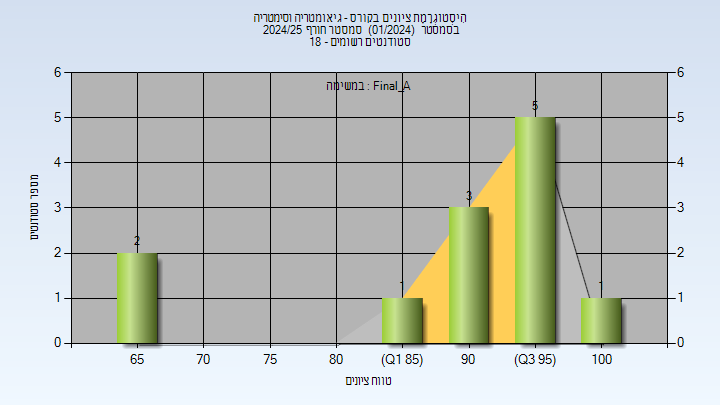 היסטוגרמת ציונים בקורס - גיאומטריה וסימטריה
בסמסטר (01/2024) סמסטר חורף 2024/25
סטודנטים רשומים - 18
במשימה : Final_A
מספר סטודנטים
6
5
4
3
2
1
0
6
5
4
3
2
1
0
2
1
3
5
1
65 70 75 80 (Q1 85) 90 (Q3 95) 100
טווח ציונים